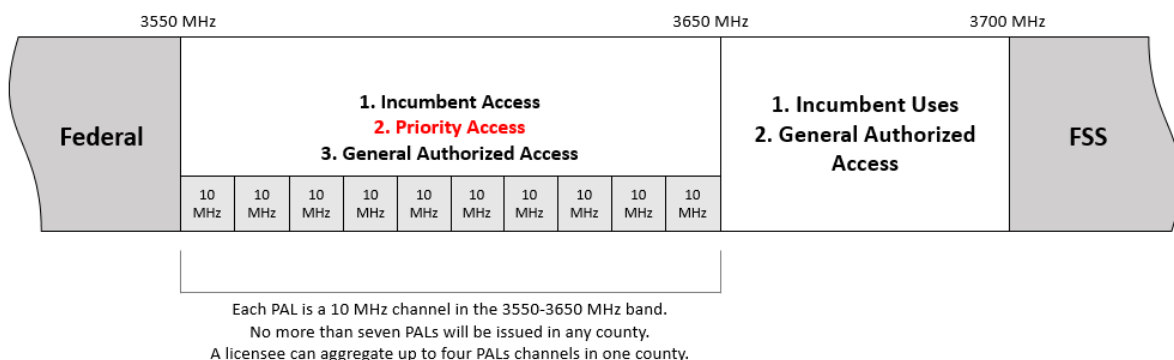 3550 MHz
3650 MHz
3700 MHz
Federal
1. Incumbent Access
2. Priority Access
3. General Authorized Access
10 MHz
10 MHz
10 MHz
10 MHz
10 MHz
10 MHz
10 MHz
10 MHz
10 MHz
10 MHz
1. Incumbent Uses
2. General Authorized
Access
FSS
Each PAL is a 10 MHz channel in the 3550-3650 MHz band.
No more than seven PALs will be issued in any county.
A licensee can aggregate up to four PALs channels in one county.